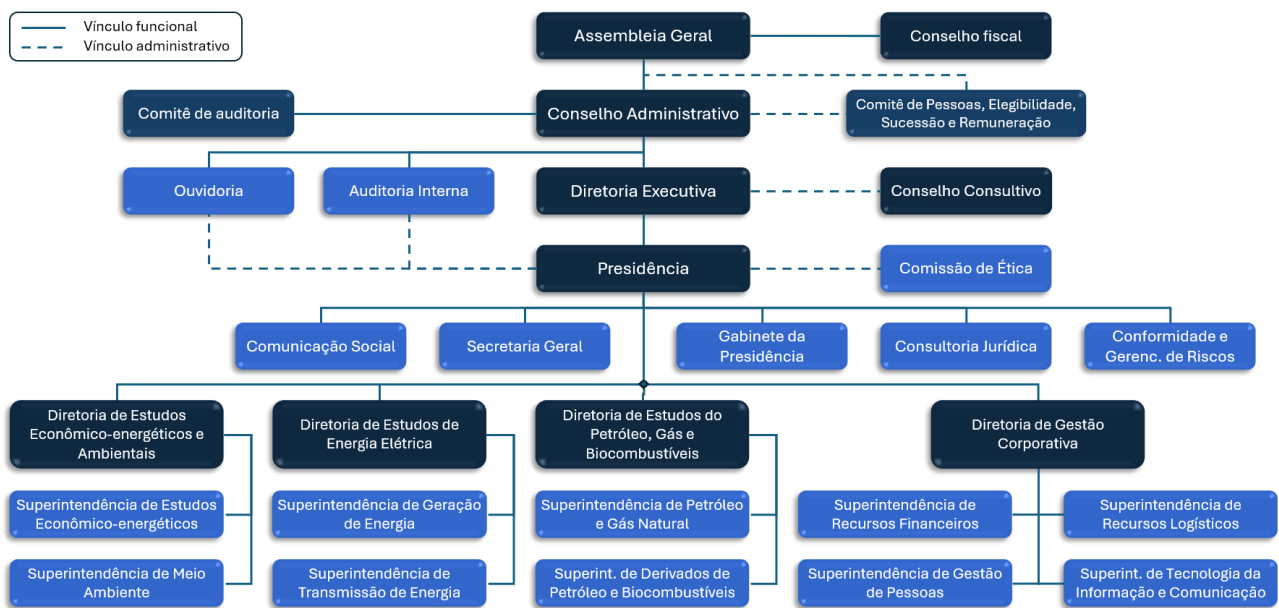 Vínculo funcional
Vínculo administrativo
Assembleia Geral
Conselho fiscal
Comitê de auditoria
Conselho Administrativo
Comitê de Pessoas, Elegibilidade,
Sucessão e Remuneração
Ouvidoria
Auditoria Interna
Diretoria Executiva
Conselho Consultivo
Presidência
Comissão de Ética
Comunicação Social
Secretaria Geral
Gabinete da
Presidência
Consultoria Jurídica
Conformidade e
Gerenc. de Riscos
Diretoria de Estudos
Econômico-energéticos e
Ambientais
Diretoria de Estudos de
Energia Elétrica
Diretoria de Estudos do
Petróleo, Gás e
Biocombustíveis
Diretoria de Gestão
Corporativa
Superintendência de Estudos
Econômico-energéticos
Superintendência de Geração
de Energia
Superintendência de Petróleo
e Gás Natural
Superintendência de
Recursos Financeiros
Superintendência de
Recursos Logísticos
Superintendência de Meio
Ambiente
Superintendência de
Transmissão de Energia
Superint. de Derivados de
Petróleo e Biocombustíveis
Superintendência de Gestão
de Pessoas
Superint. de Tecnologia da
Informação e Comunicação